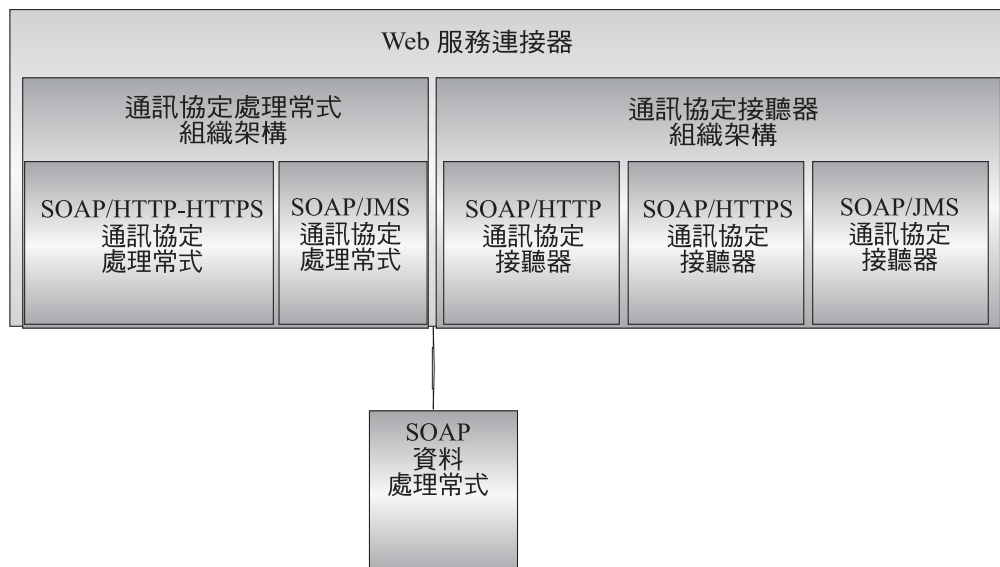 Web 服務連接器
通訊協定處理常式
組織架構
通訊協定接聽器
組織架構
SOAP/HTTP-HTTPS
通訊協定
處理常式
SOAP/JMS
通訊協定
處理常式
SOAP/HTTP
通訊協定
接聽器
SOAP/HTTPS
通訊協定
接聽器
SOAP/JMS
通訊協定
接聽器
SOAP
資料
處理常式